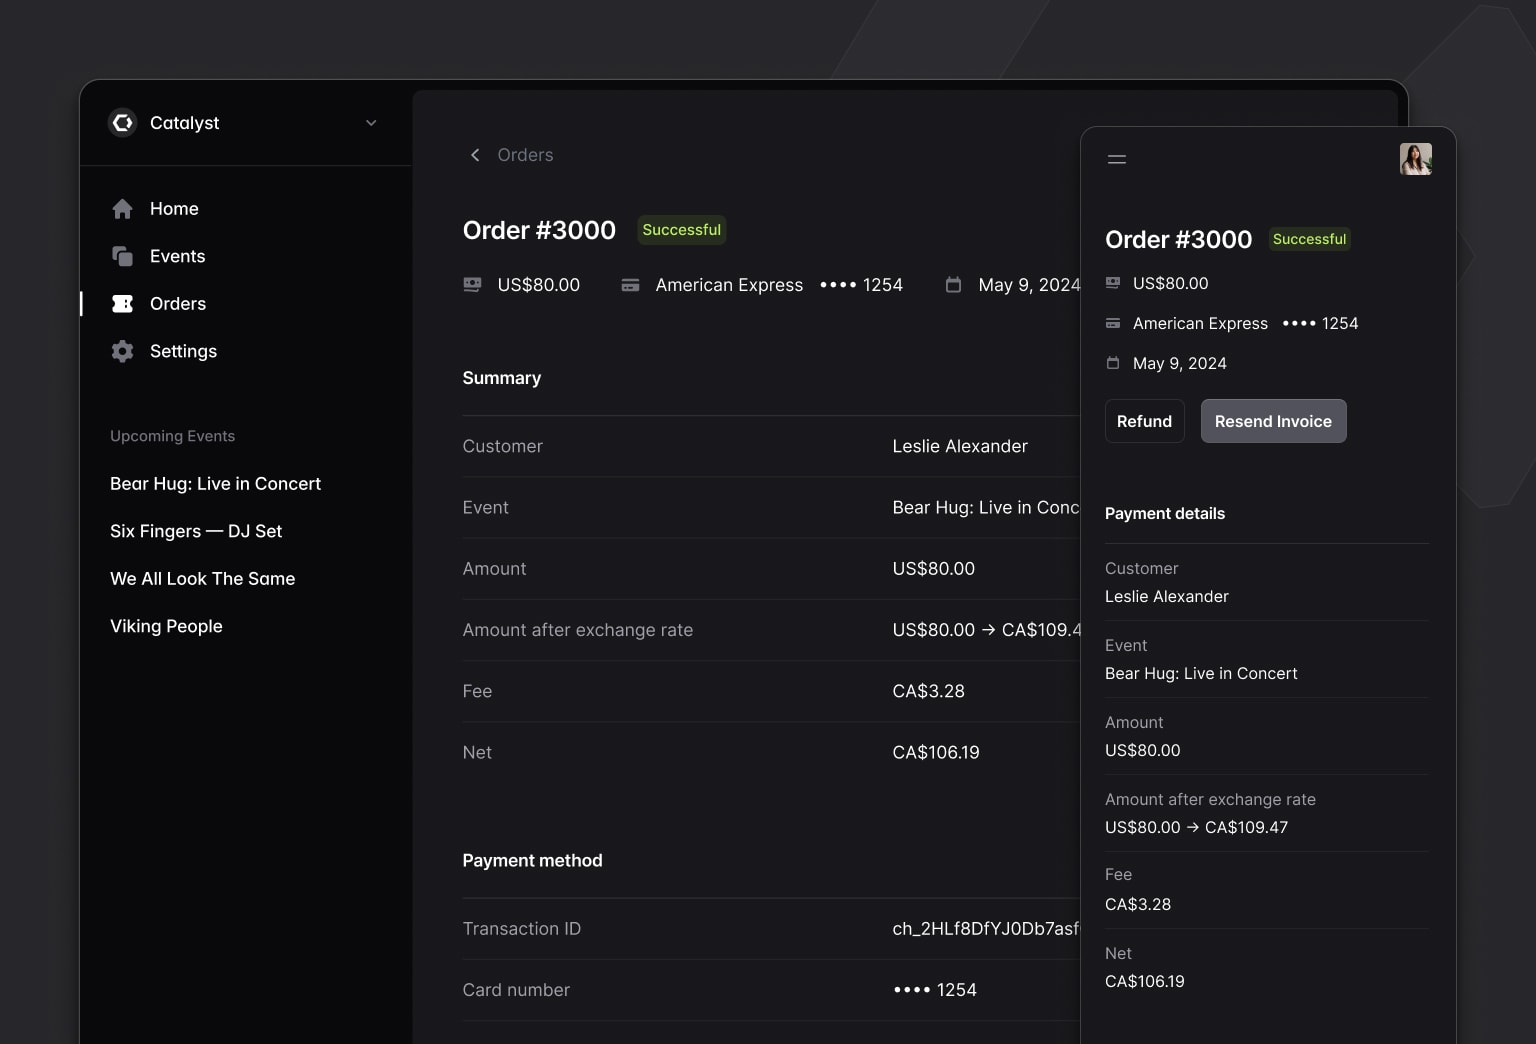 Catalyst
Home
Events
Orders
Settings
Upcoming Events
Bear Hug: Live in Concert
Six Fingers — DJ Set
We All Look The Same
Viking People
Orders
Order #3000 Successful
US$80.00 American Express •••• 1254 May 9, 2024
Summary
Customer Leslie Alexander
Event Bear Hug: Live in
Amount US$80.00
Amount after exchange rate US$80.00 → CA$109.4
Fee CA$3.28
Net CA$106.19
Payment method
Transaction ID ch_2HLf8DfYJ0Db7asf
Card number •••• 1254
Order #3000 Successful
US$80.00
American Express •••• 1254
May 9, 2024
Refund Resend Invoice
Payment details
Customer
Leslie Alexander
Event
Bear Hug: Live in Concert
Amount
US$80.00
Amount after exchange rate
US$80.00 → CA$109.47
Fee
CA$3.28
Net
CA$106.19